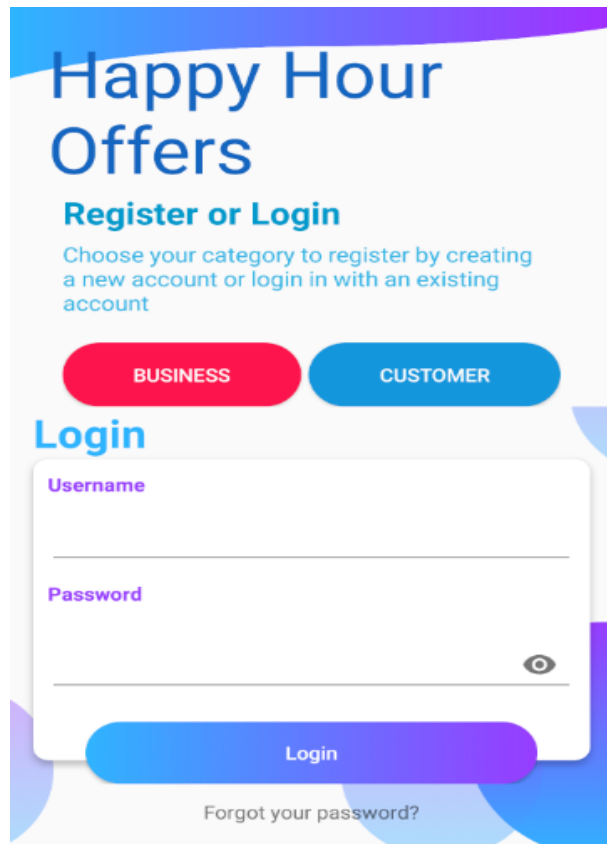 Happy Hour
Offers
Register or Login
Choose your category to register by creating
a new account or login in with an existing
account
BUSINESS CUSTOMER
Login
Username
Password
Login
Forgot your password?